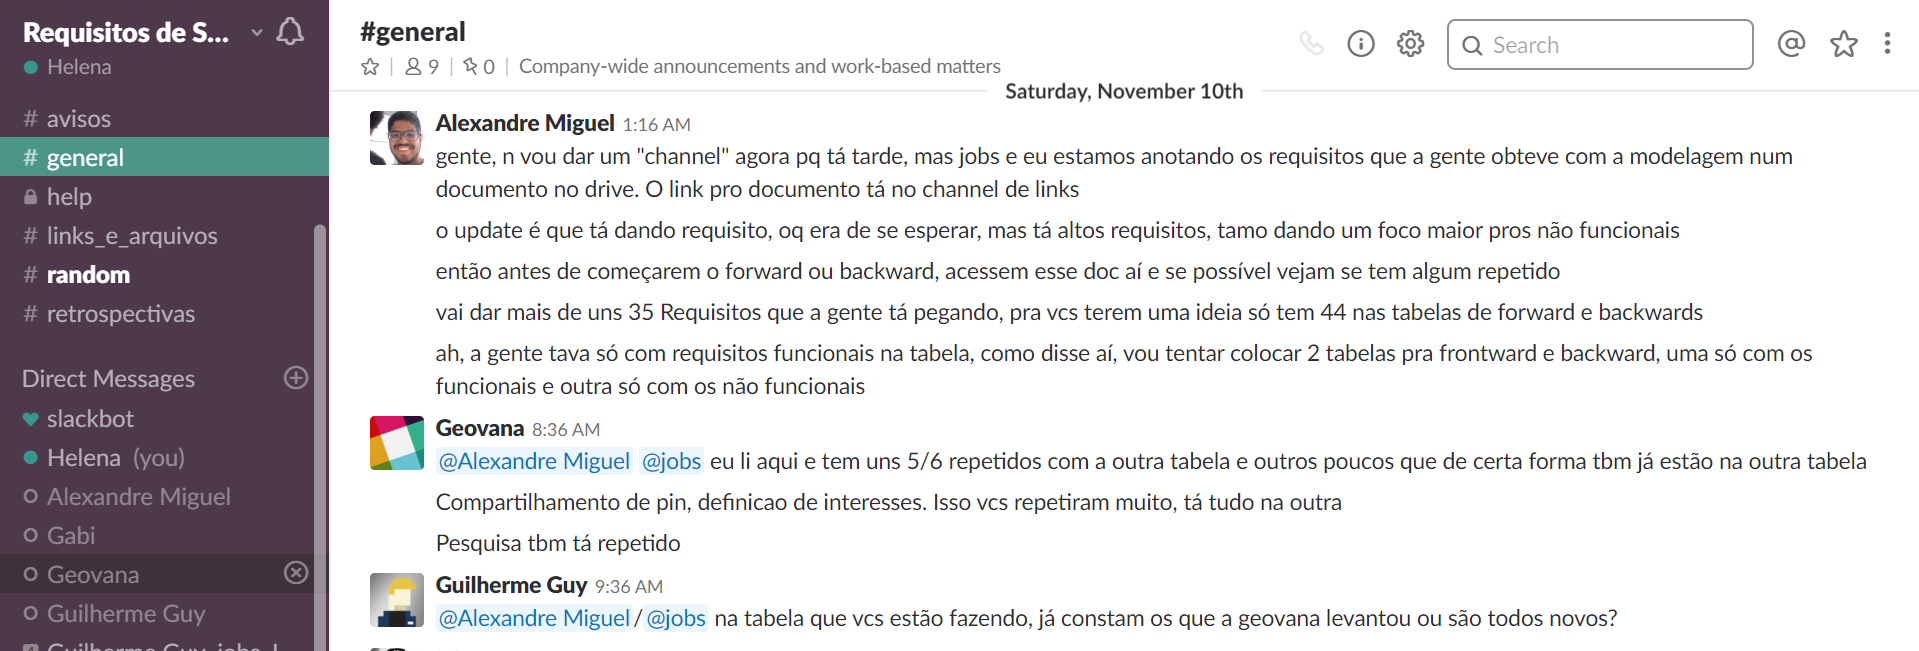 Requisitos de S...
Helena
# avisos
# general
help
# links_e_arquivos
# random
# retrospectivas
Direct Messages
slackbot
Helena (you)
Alexandre Miguel
Gabi
Geovana
Guilherme Guy
#general
9 | 0 | Company-wide announcements and work-based matters
Search
Saturday, November 10th
Alexandre Miguel 1:16 AM
gente, n vou dar um "channel" agora pq tá tarde, mas jobs e eu estamos anotando os requisitos que a gente obteve com a modelagem num
documento no drive. O link pro documento tá no channel de links
o update é que tá dando requisito, oq era de se esperar, mas tá altos requisitos, tamo dando um foco maior pros não funcionais
então antes de começarem o forward ou backward, acessem esse doc aí e se possível vejam se tem algum repetido
vai dar mais de uns 35 Requisitos que a gente tá pegando, pra vcs terem uma ideia só tem 44 nas tabelas de forward e backwards
ah, a gente tava só com requisitos funcionais na tabela, como disse aí, vou tentar colocar 2 tabelas pra frontward e backward, uma só com os
funcionais e outra só com os não funcionais
Geovana 8:36 AM
@Alexandre Miguel @jobs eu li aqui e tem uns 5/6 repetidos com a outra tabela e outros poucos que de certa forma tbm já estão na outra tabela
Compartilhamento de pin, definicao de interesses. Isso vcs repetiram muito, tá tudo na outra
Pesquisa tbm tá repetido
Guilherme Guy 9:36 AM
@Alexandre Miguel/@jobs na tabela que vcs estão fazendo, já constam os que a geovana levantou ou são todos novos?